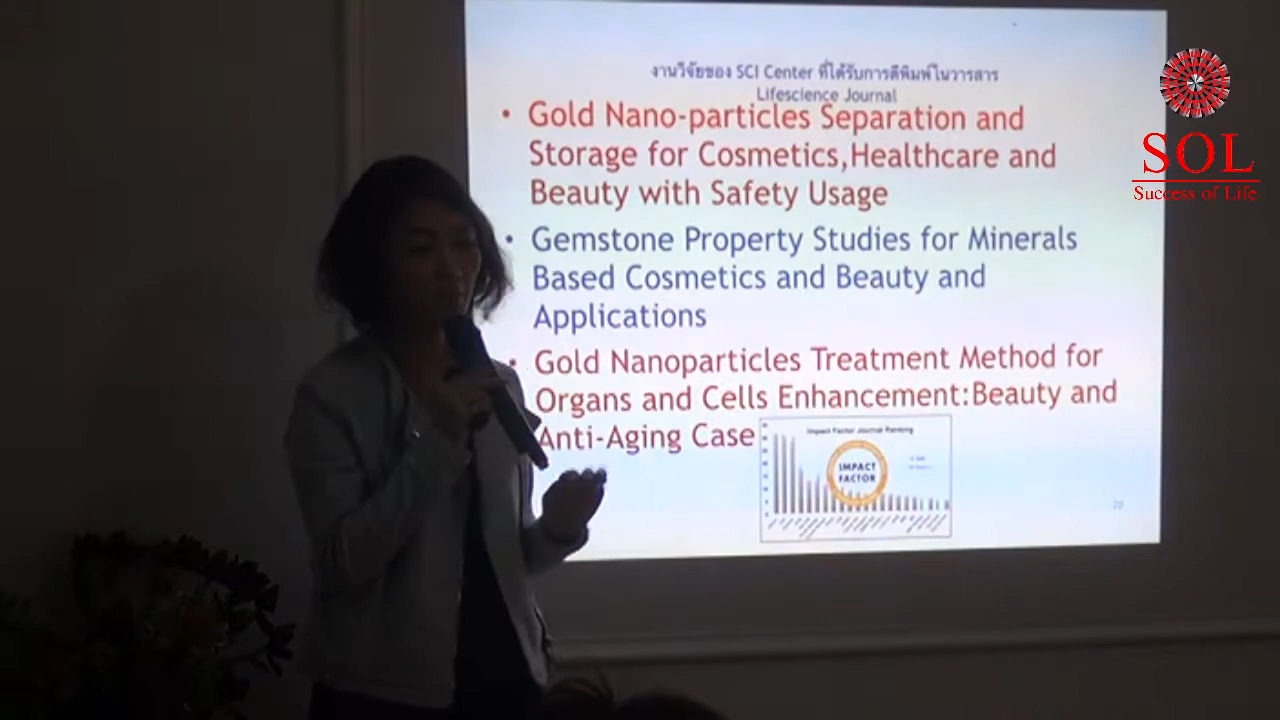 งานวิจัยของ SCI Center ที่ได้รับการตีพิมพ์ในวารสาร
Lifescience Journal
• Gold Nano-particles Separation and
Storage for Cosmetics,Healthcare and
Beauty with Safety Usage
• Gemstone Property Studies for Minerals
Based Cosmetics and Beauty and
Applications
• Gold Nanoparticles Treatment Method for
Organs and Cells Enhancement:Beauty and
Anti-Aging Case
Impact Factor Journal Ranking
IMPACT
FACTOR
SOL
Success of Life